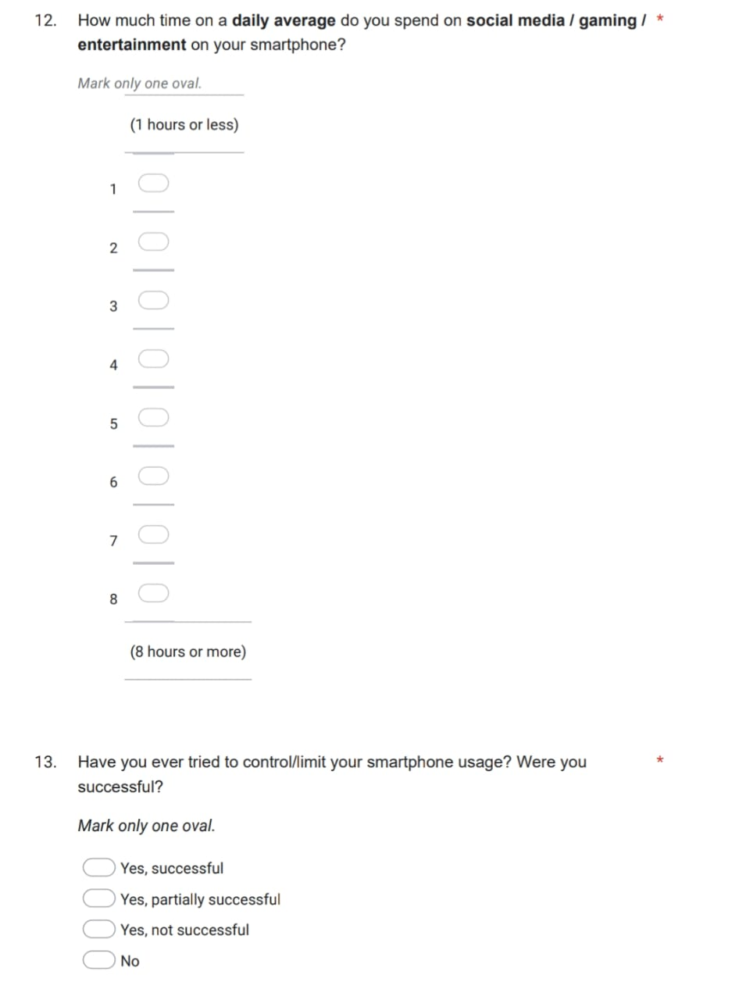 12. How much time on a daily average do you spend on social media / gaming / *
entertainment on your smartphone?
Mark only one oval.
(1 hours or less)
1
2
3
4
5
6
7
8
(8 hours or more)
13. Have you ever tried to control/limit your smartphone usage? Were you *
successful?
Mark only one oval.
Yes, successful
Yes, partially successful
Yes, not successful
No